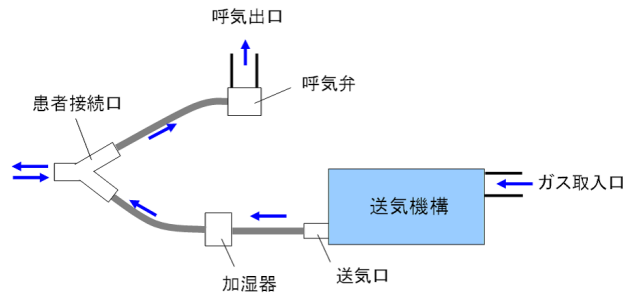 呼気出口
呼気弁
患者接続口
ガス取入口
送気機構
加湿器
送気口